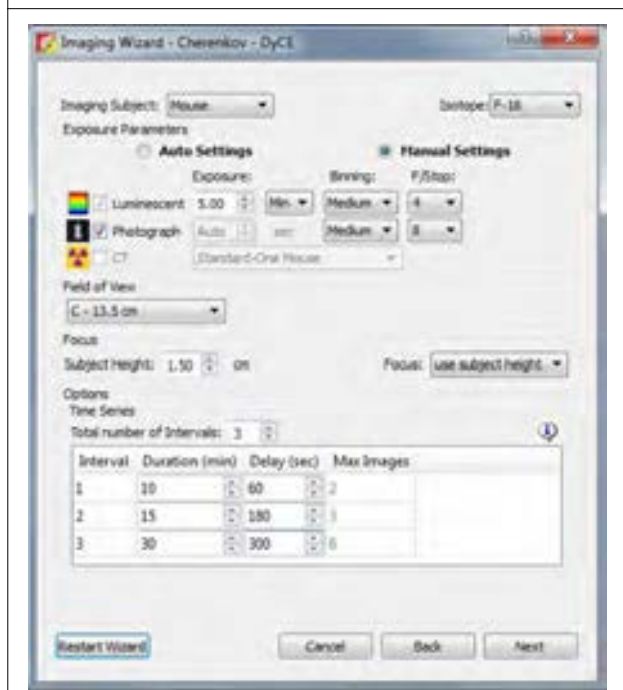 Imaging Wizard - Cherenkov - DyCE
Imaging Subject: Mouse Isotope: F-18
Exposure Parameters
Auto Settings Manual Settings
Exposure: Binning: F/Stop:
Luminescent 5.00 Min Medium 4
Photograph Auto sec Medium 8
CT Standard-One Mouse
Field of View
C - 13.5 cm
Focus
Subject Height: 1.50 cm Focus: use subject height
Options
Time Series
Total number of Intervals: 3
Interval Duration (min) Delay (sec) Max Images
1 10 60 2
2 15 180 3
3 30 300 6
Restart Wizard Cancel Back Next